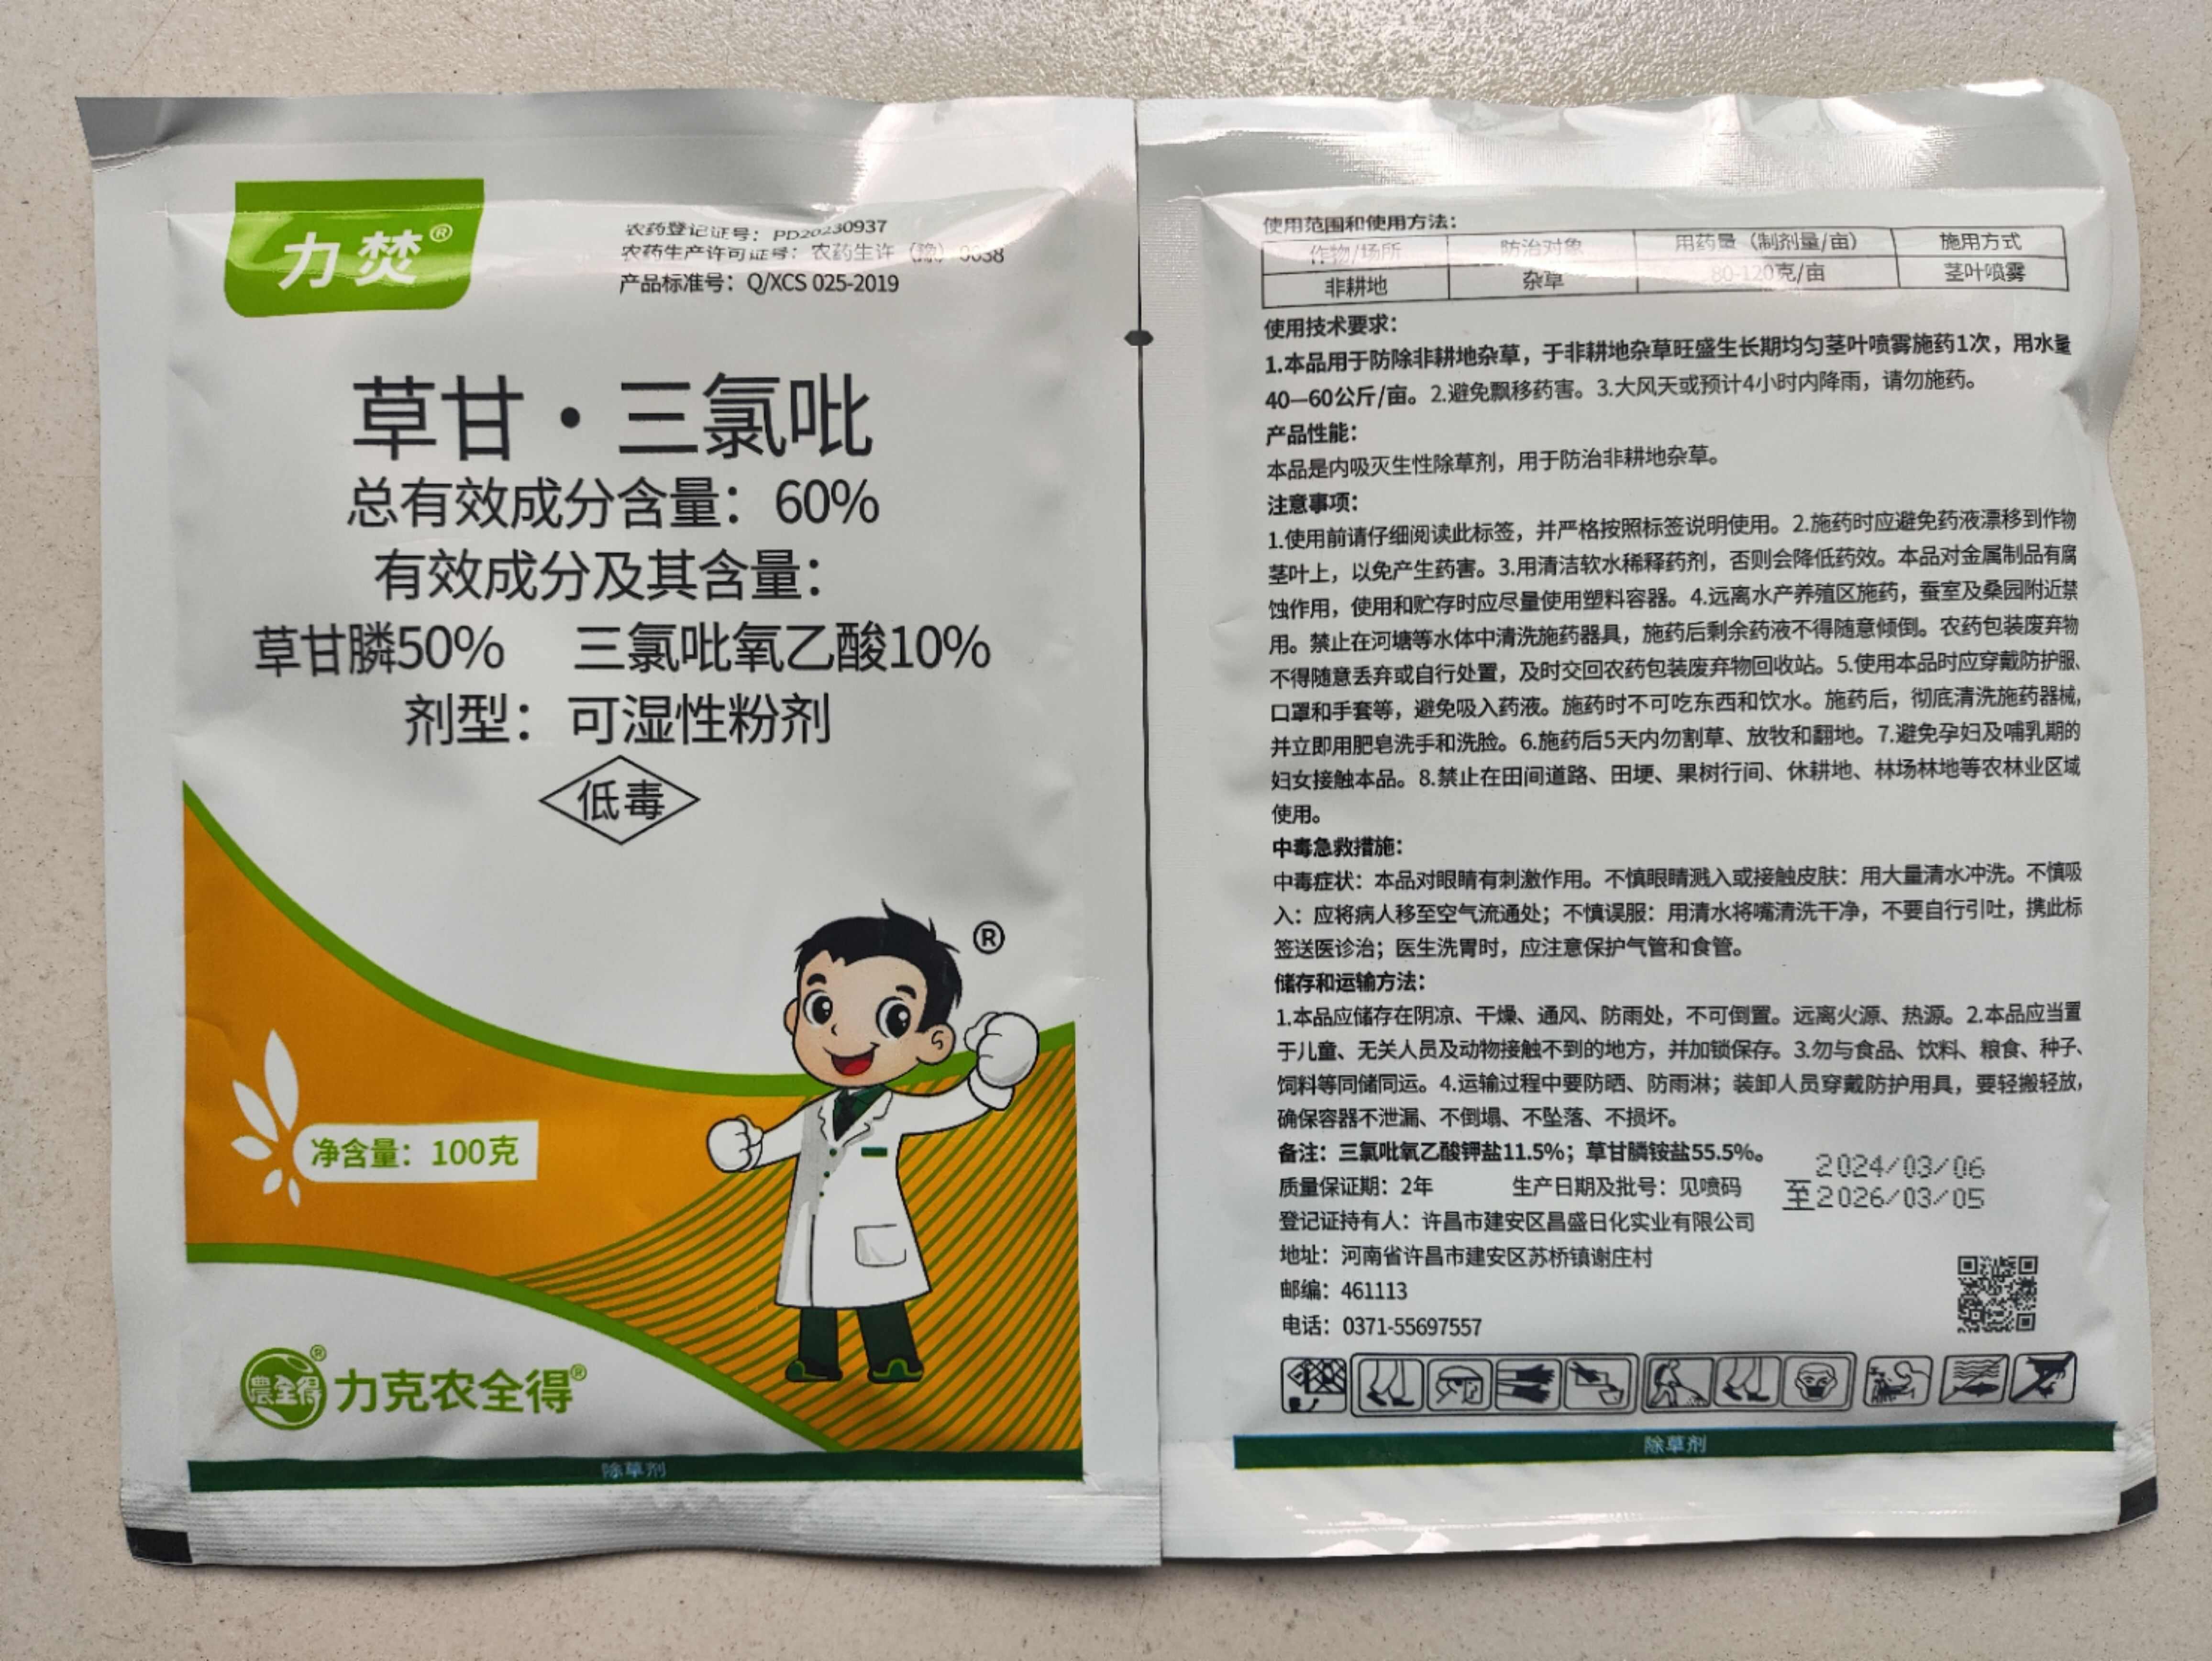 力焚®
农药登记证号：PD20230937
农药生产许可证号：农药生许（豫）0038
产品标准号：Q/XCS 025-2019
草甘·三氯吡
总有效成分含量：60%
有效成分及其含量：
草甘膦50% 三氯吡氧乙酸10%
剂型：可湿性粉剂
低毒
®
净含量：100克
農全得®
力克农全得®
除草剂
使用范围和使用方法：
作物/场所 防治对象 用药量（制剂量/亩） 施用方式
非耕地 杂草 80-120克/亩 茎叶喷雾
使用技术要求：
1.本品用于防除非耕地杂草，于非耕地杂草旺盛生长期均匀茎叶喷雾施药1次，用水量
40—60公斤/亩。2.避免飘移药害。3.大风天或预计4小时内降雨，请勿施药。
产品性能：
本品是内吸灭生性除草剂，用于防治非耕地杂草。
注意事项：
1.使用前请仔细阅读此标签，并严格按照标签说明使用。2.施药时应避免药液漂移到作物
茎叶上，以免产生药害。3.用清洁软水稀释药剂，否则会降低药效。本品对金属制品有腐
蚀作用，使用和贮存时应尽量使用塑料容器。4.远离水产养殖区施药，蚕室及桑园附近禁
用。禁止在河塘等水体中清洗施药器具，施药后剩余药液不得随意倾倒。农药包装废弃物
不得随意丢弃或自行处置，及时交回农药包装废弃物回收站。5.使用本品时应穿戴防护服、
口罩和手套等，避免吸入药液。施药时不可吃东西和饮水。施药后，彻底清洗施药器械，
并立即用肥皂洗手和洗脸。6.施药后5天内勿割草、放牧和翻地。7.避免孕妇及哺乳期的
妇女接触本品。8.禁止在田间道路、田埂、果树行间、休耕地、林场林地等农林业区域
使用。
中毒急救措施：
中毒症状：本品对眼睛有刺激作用。不慎眼睛溅入或接触皮肤：用大量清水冲洗。不慎吸
入：应将病人移至空气流通处；不慎误服：用清水将嘴清洗干净，不要自行引吐，携此标
签送医诊治；医生洗胃时，应注意保护气管和食管。
储存和运输方法：
1.本品应储存在阴凉、干燥、通风、防雨处，不可倒置。远离火源、热源。2.本品应当置
于儿童、无关人员及动物接触不到的地方，并加锁保存。3.勿与食品、饮料、粮食、种子、
饲料等同储同运。4.运输过程中要防晒、防雨淋；装卸人员穿戴防护用具，要轻搬轻放，
确保容器不泄漏、不倒塌、不坠落、不损坏。
备注：三氯吡氧乙酸钾盐11.5%；草甘膦铵盐55.5%。
2024/03/06
质量保证期：2年 生产日期及批号：见喷码
至2026/03/05
登记证持有人：许昌市建安区昌盛日化实业有限公司
地址：河南省许昌市建安区苏桥镇谢庄村
邮编：461113
电话：0371-55697557
除草剂